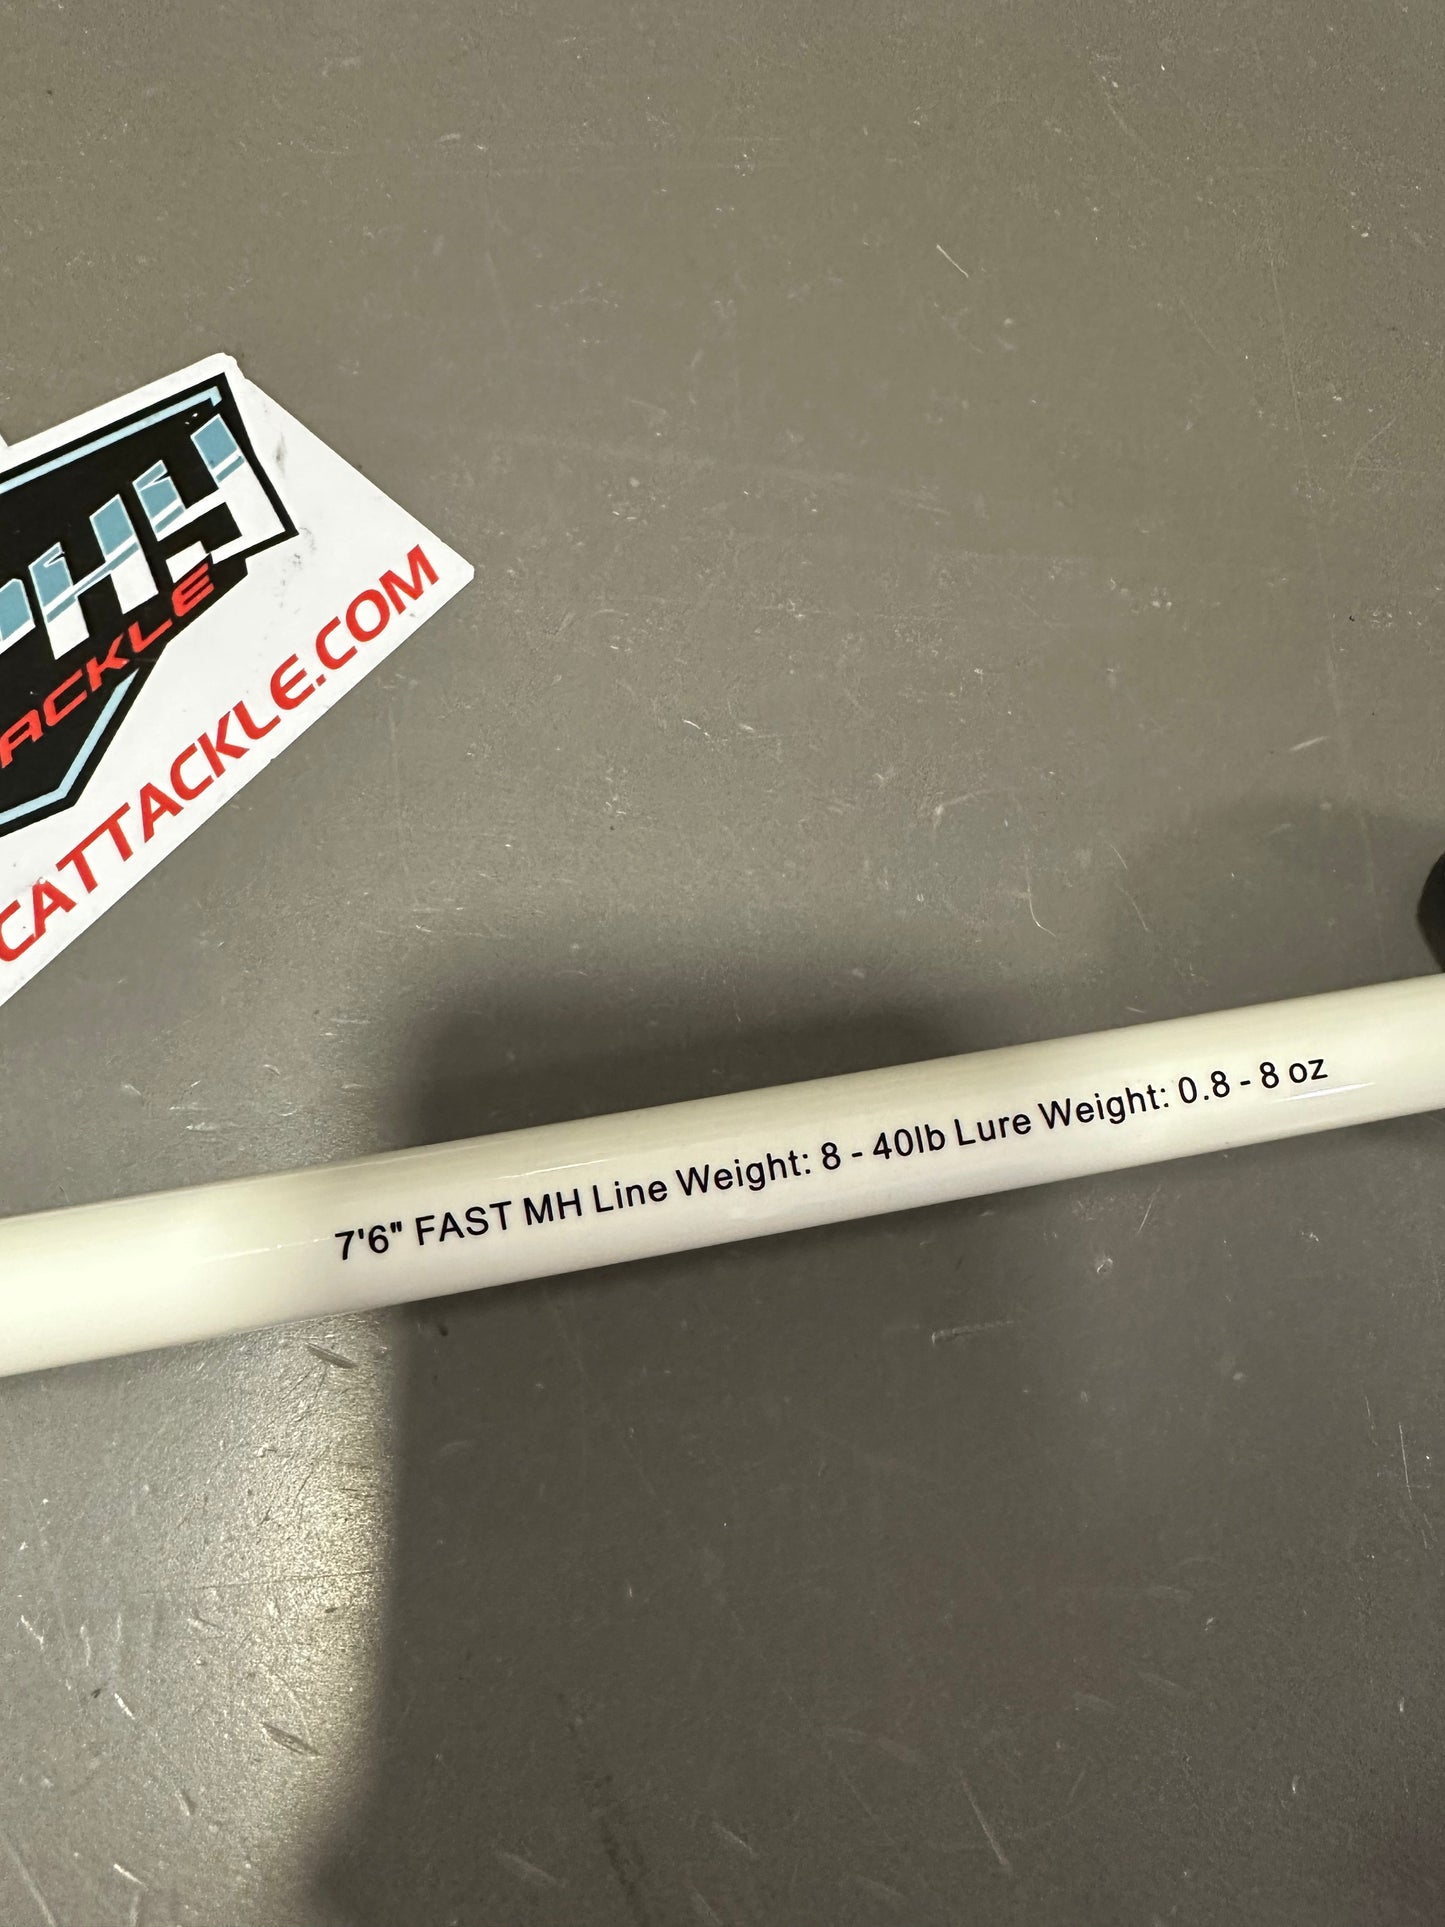 ACKLE
CATTACKLE.COM
7'6" FAST MH Line Weight: 8 - 40lb Lure Weight: 0.8 - 8 oz